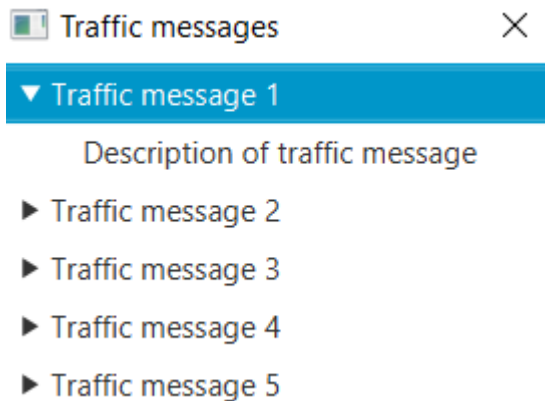 Traffic messages
Traffic message 1
Description of traffic message
Traffic message 2
Traffic message 3
Traffic message 4
Traffic message 5